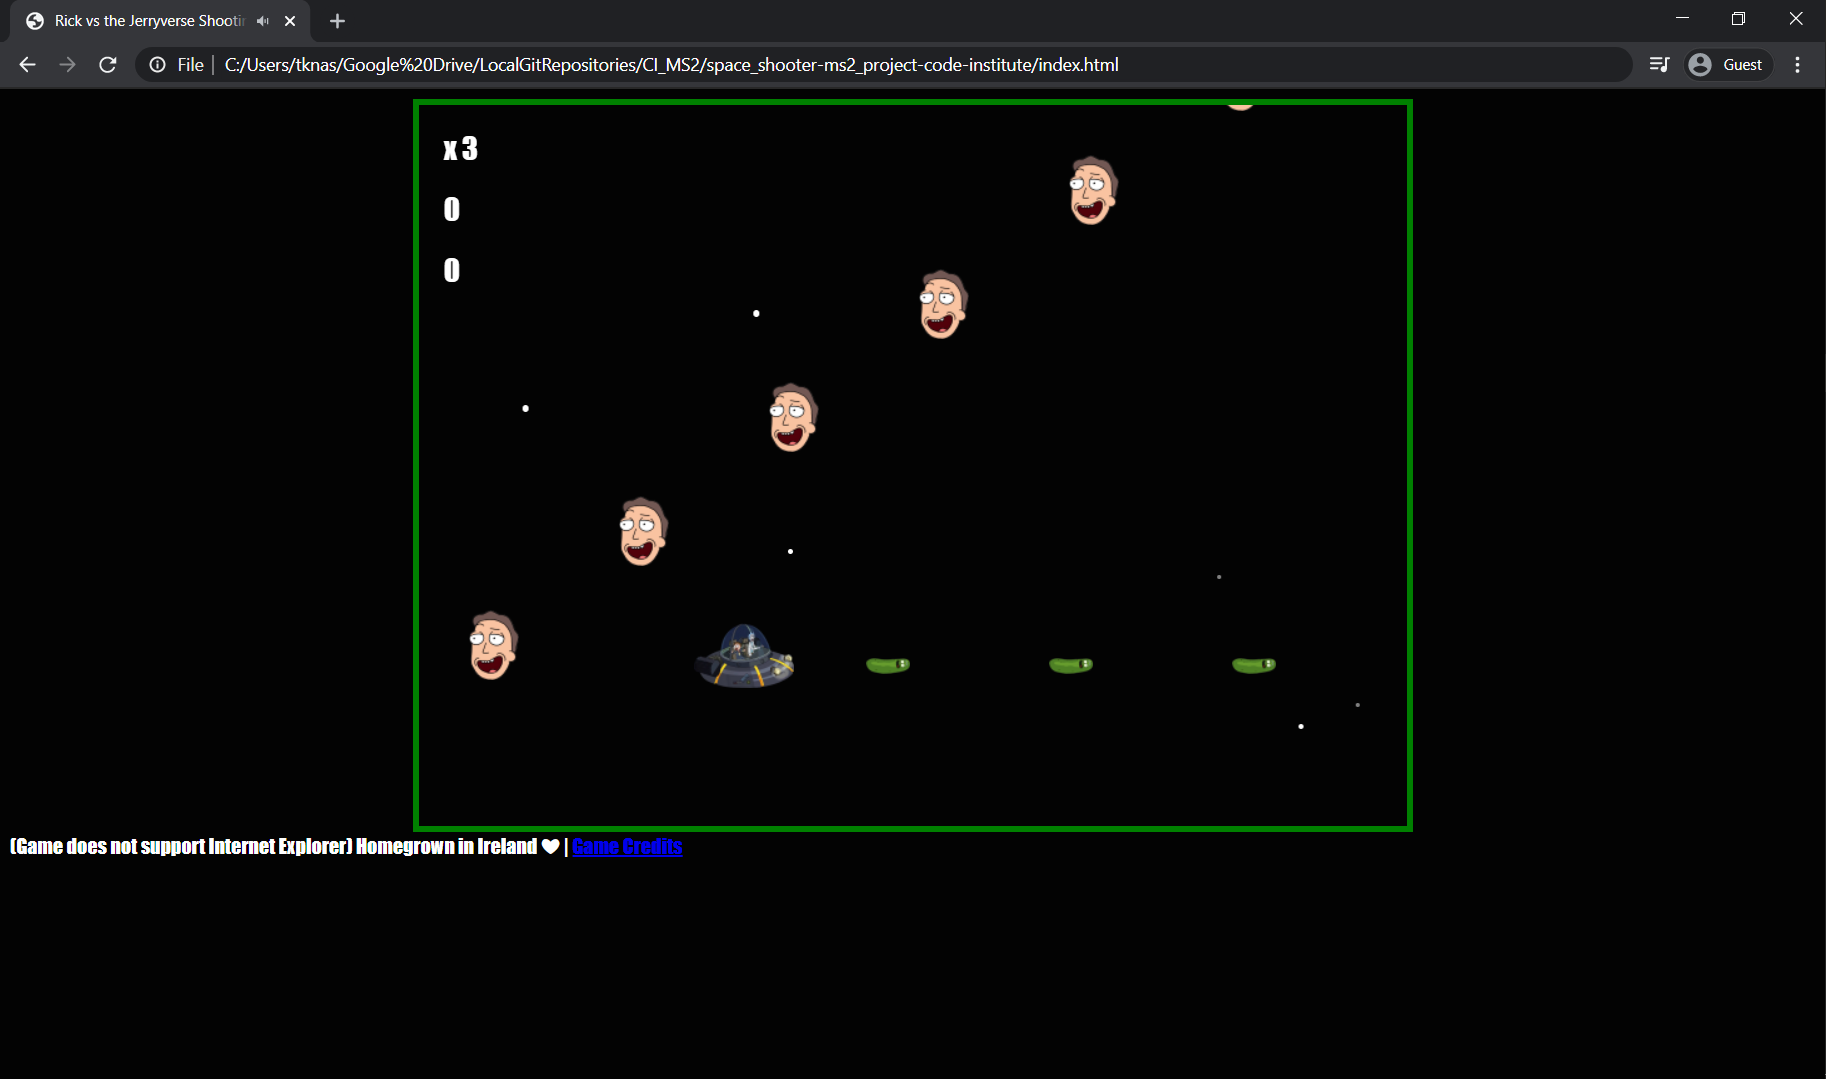 Rick vs the Jerryverse Shootin
File
C:/Users/tknas/Google%20Drive/LocalGitRepositories/CI_MS2/space_shooter-ms2_project-code-institute/index.html
Guest
x 3
0
0
(Game does not support Internet Explorer) Homegrown in Ireland ♥ | Game Credits